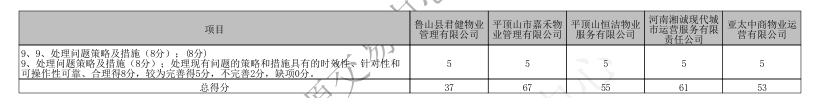 项目
鲁山县君健物业管理有限公司
平顶山市嘉禾物业管理有限公司
平顶山恒洁物业服务有限公司
河南湘诚现代城市运营服务有限责任公司
亚太中商物业运营有限公司
9、9、处理问题策略及措施（8分）；（8分）
9、处理问题策略及措施（8分）；处理现有问题的策略和措施具有的时效性、针对性和
可操作性可靠、合理得8分，较为完善得5分，不完善2分，缺项0分。
5 5 5 5 5
总得分 37 67 55 61 53